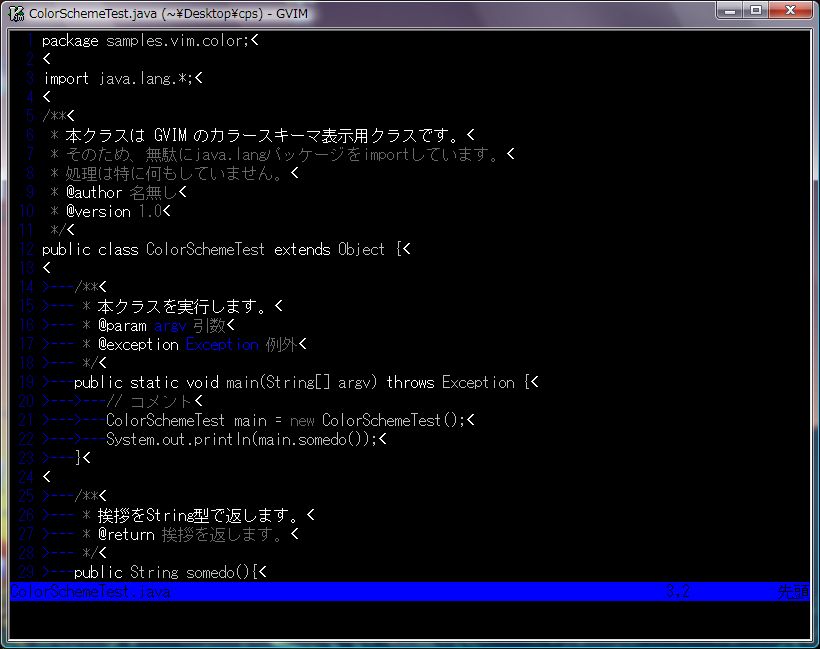 ColorSchemeTest.java (~¥Desktop¥cps) - GVIM
1 package samples.vim.color;<
2 <
3 import java.lang.*;<
4 <
5 /**<
6  * 本クラスは GVIM のカラースキーマ表示用クラスです。<
7  * そのため、無駄にjava.langパッケージをimportしています。<
8  * 処理は特に何もしていません。<
9  * @author 名無し<
10  * @version 1.0<
11  */<
12 public class ColorSchemeTest extends Object {<
13 <
14 >---/**<
15 >--- * 本クラスを実行します。<
16 >--- * @param argv 引数<
17 >--- * @exception Exception 例外<
18 >--- */<
19 >---public static void main(String[] argv) throws Exception {<
20 >--->---// コメント<
21 >--->---ColorSchemeTest main = new ColorSchemeTest();<
22 >--->---System.out.println(main.somedo());<
23 >---}<
24 <
25 >---/**<
26 >--- * 挨拶をString型で返します。<
27 >--- * @return 挨拶を返します。<
28 >--- */<
29 >---public String somedo(){<
ColorSchemeTest.java 3,2 先頭